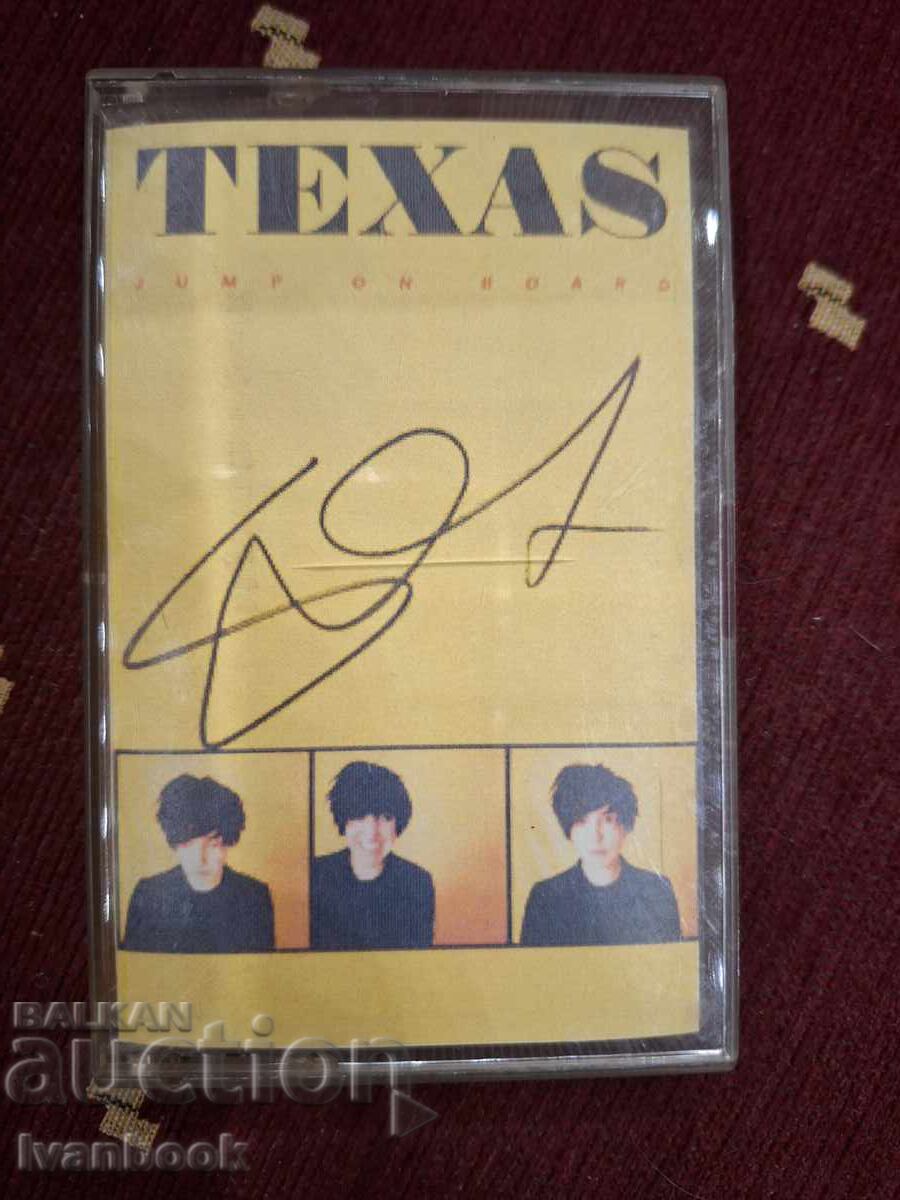 TEXAS
JUMP ON BOARD
BALKAN
auction
Ivanbook